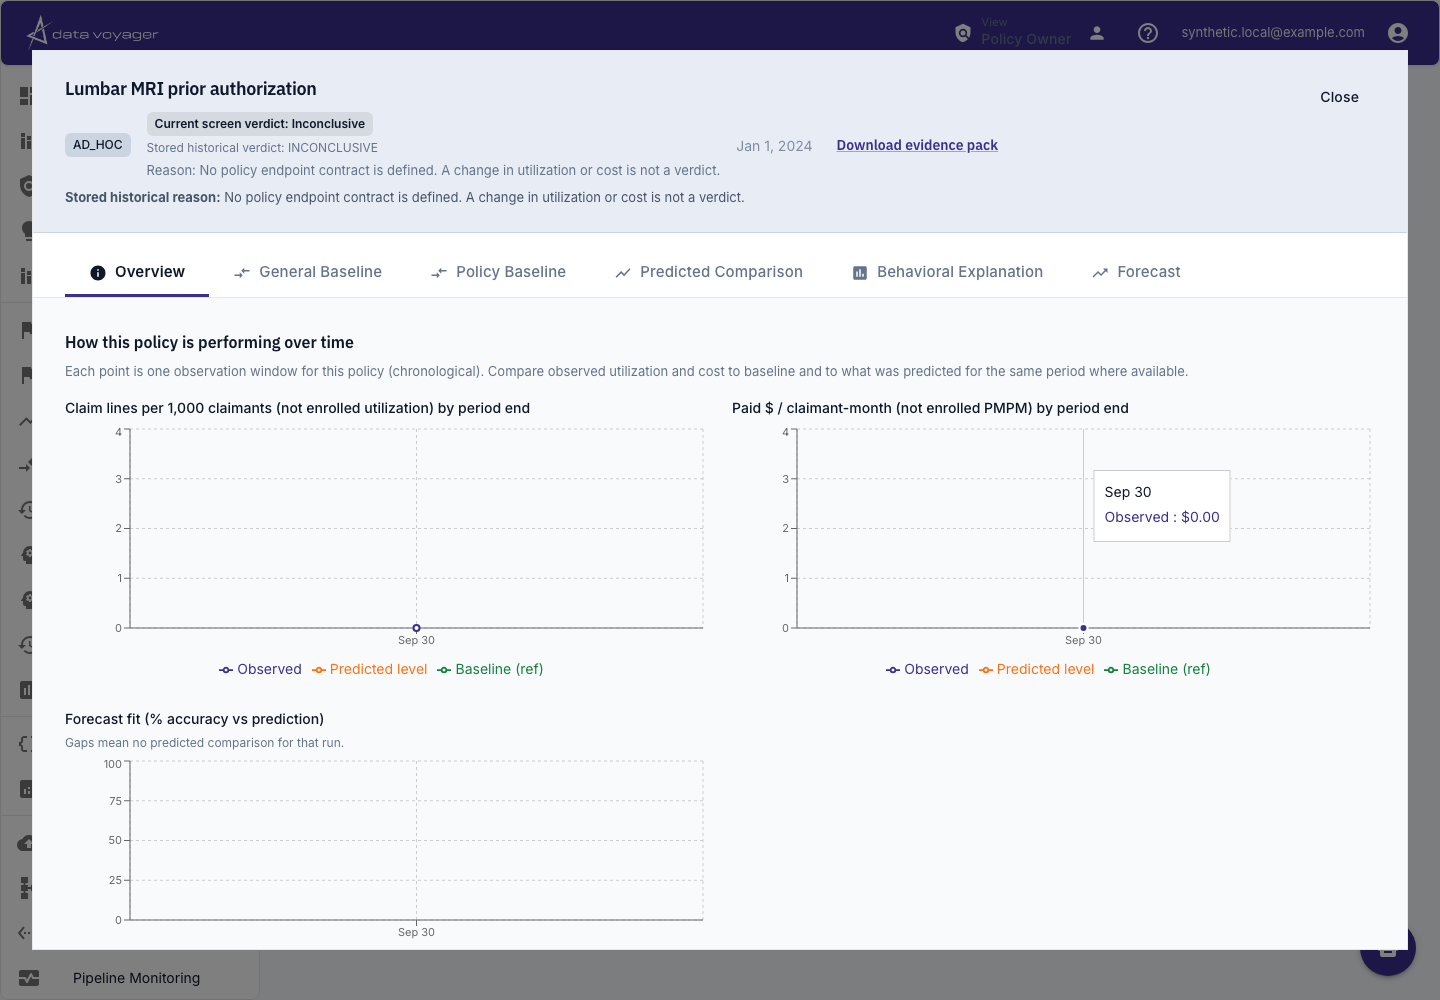 data voyager
View
Policy Owner
synthetic.local@example.com
Lumbar MRI prior authorization
Close
AD_HOC
Current screen verdict: Inconclusive
Stored historical verdict: INCONCLUSIVE
Reason: No policy endpoint contract is defined. A change in utilization or cost is not a verdict.
Jan 1, 2024
Download evidence pack
Stored historical reason: No policy endpoint contract is defined. A change in utilization or cost is not a verdict.
Overview
General Baseline
Policy Baseline
Predicted Comparison
Behavioral Explanation
Forecast
How this policy is performing over time
Each point is one observation window for this policy (chronological). Compare observed utilization and cost to baseline and to what was predicted for the same period where available.
Claim lines per 1,000 claimants (not enrolled utilization) by period end
4
3
2
1
0
Sep 30
Observed Predicted level Baseline (ref)
Paid $ / claimant-month (not enrolled PMPM) by period end
4
3
2
1
0
Sep 30
Observed : $0.00
Sep 30
Observed Predicted level Baseline (ref)
Forecast fit (% accuracy vs prediction)
Gaps mean no predicted comparison for that run.
100
75
50
25
0
Sep 30
Pipeline Monitoring